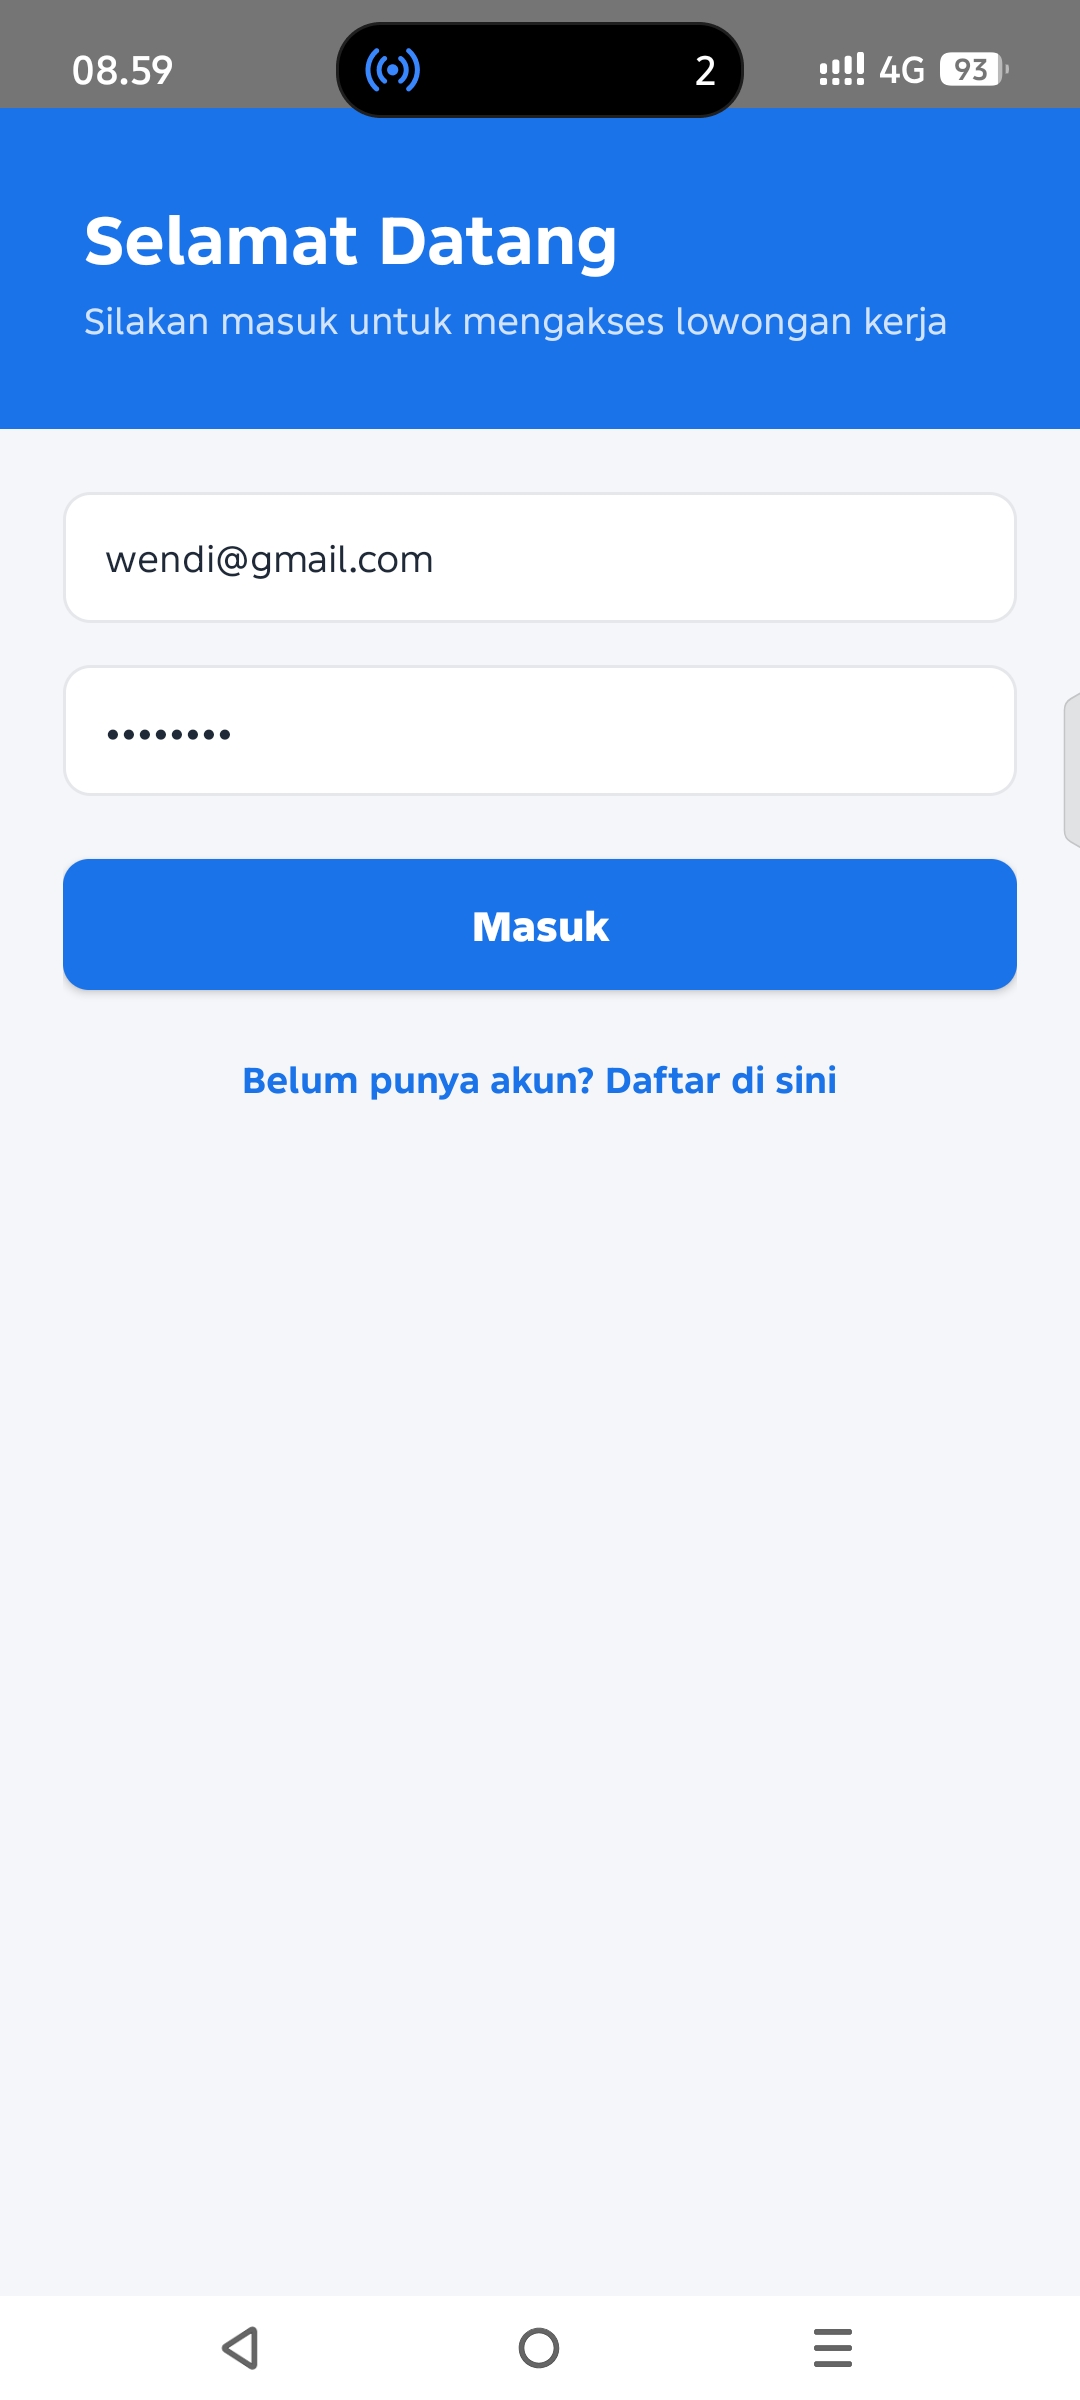 08.59
2
4G
93
Selamat Datang
Silakan masuk untuk mengakses lowongan kerja
wendi@gmail.com
••••••••
Masuk
Belum punya akun? Daftar di sini